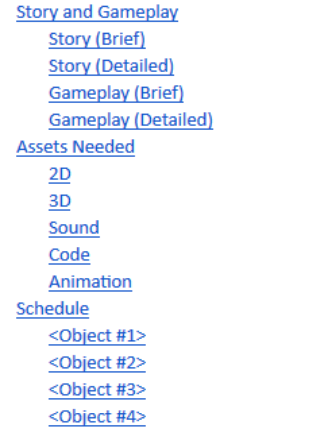 Story and Gameplay
Story (Brief)
Story (Detailed)
Gameplay (Brief)
Gameplay (Detailed)
Assets Needed
2D
3D
Sound
Code
Animation
Schedule
<Object #1>
<Object #2>
<Object #3>
<Object #4>